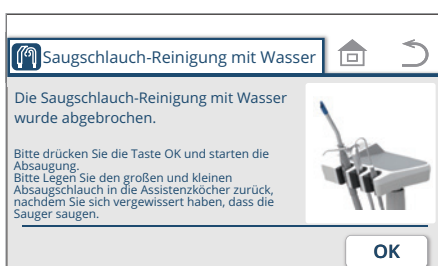 Saugschlauch-Reinigung mit Wasser
Die Saugschlauch-Reinigung mit Wasser
wurde abgebrochen.
Bitte drücken Sie die Taste OK und starten die
Absaugung.
Bitte Legen Sie den großen und kleinen
Absaugschlauch in die Assistenzköcher zurück,
nachdem Sie sich vergewissert haben, dass die
Sauger saugen.
OK